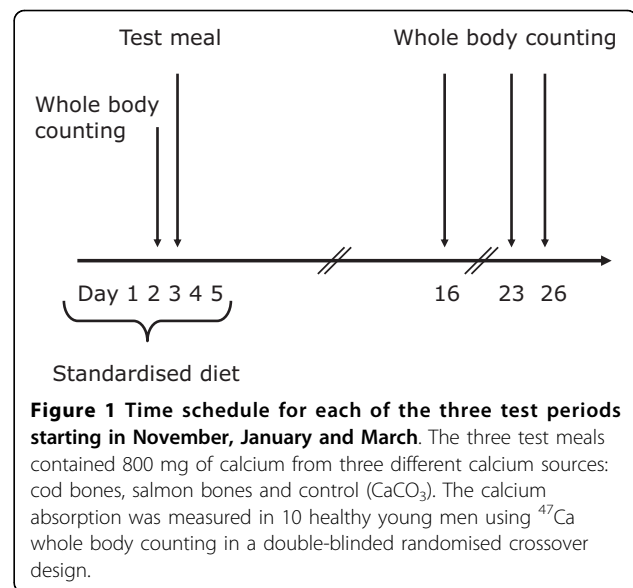 Test meal
Whole body counting
Whole body
counting
Day 1 2 3 4 5
16
23
26
Standardised diet
Figure 1 Time schedule for each of the three test periods
starting in November, January and March. The three test meals
contained 800 mg of calcium from three different calcium sources:
cod bones, salmon bones and control (CaCO₃). The calcium
absorption was measured in 10 healthy young men using ⁴⁷Ca
whole body counting in a double-blinded randomised crossover
design.